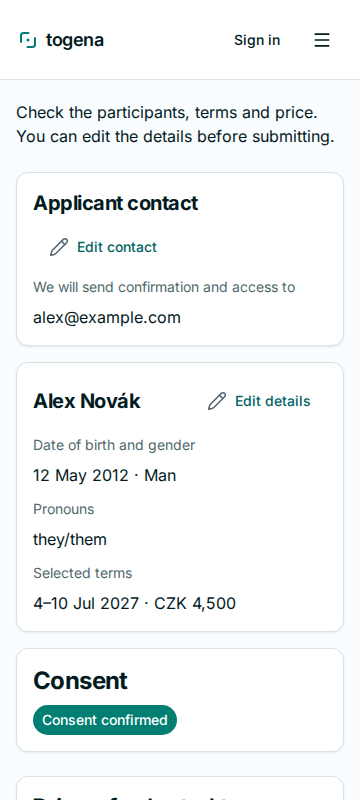 togena
Sign in
Check the participants, terms and price.
You can edit the details before submitting.
Applicant contact
Edit contact
We will send confirmation and access to
alex@example.com
Alex Novák
Edit details
Date of birth and gender
12 May 2012 · Man
Pronouns
they/them
Selected terms
4–10 Jul 2027 · CZK 4,500
Consent
Consent confirmed